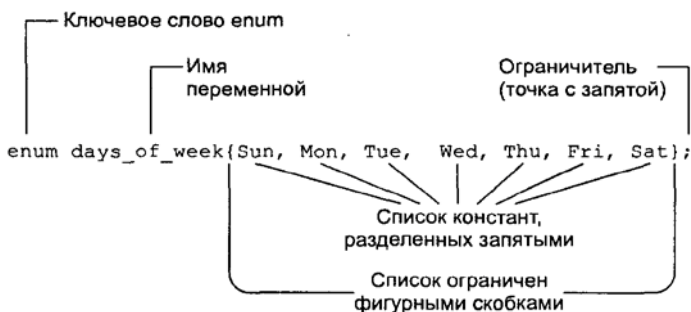 Ключевое слово enum
Имя
переменной
Ограничитель
(точка с запятой)
enum days_of_week{Sun, Mon, Tue, Wed, Thu, Fri, Sat};
Список констант,
разделенных запятыми
Список ограничен
фигурными скобками